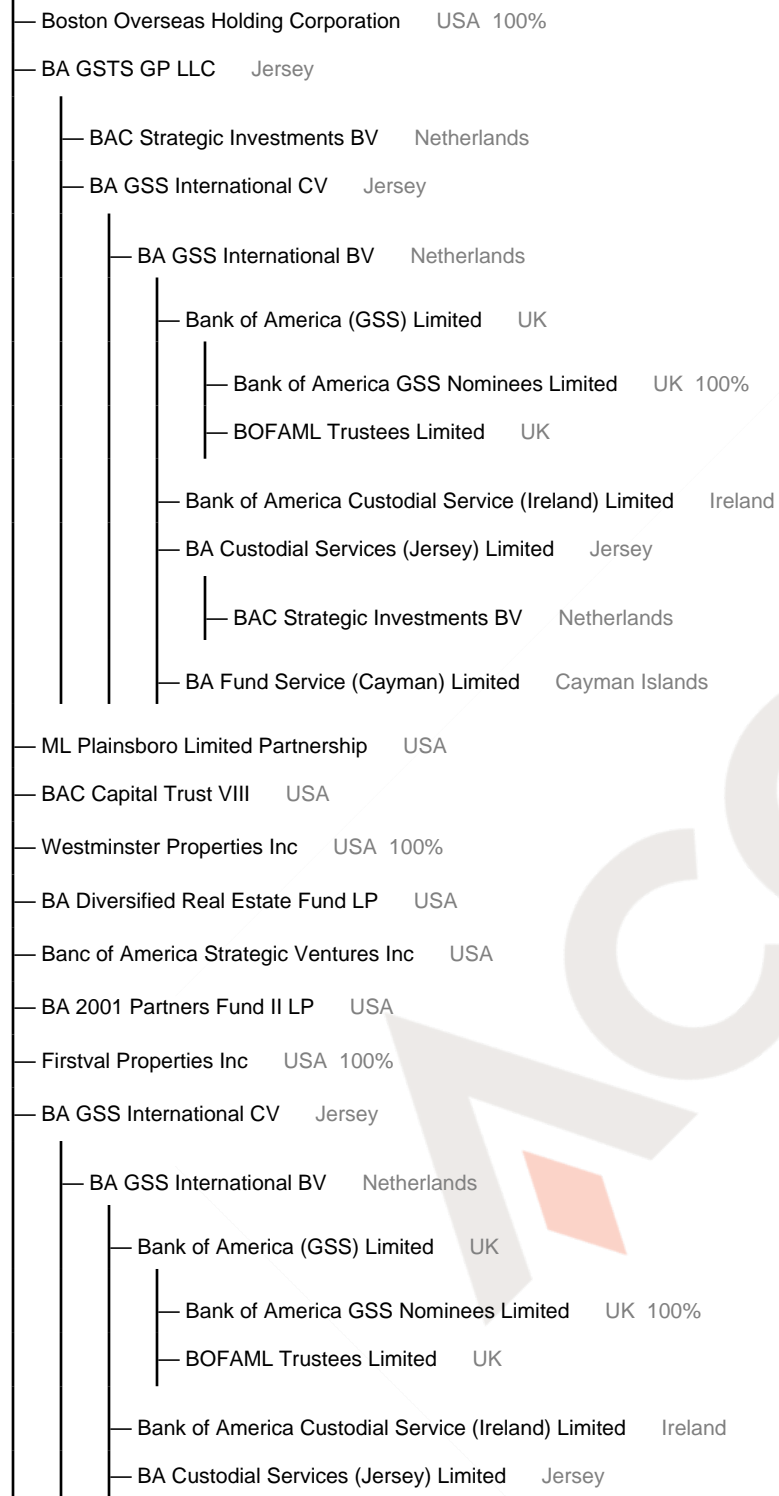 Boston Overseas Holding Corporation USA 100%
BA GSTS GP LLC Jersey
BAC Strategic Investments BV Netherlands
BA GSS International CV Jersey
BA GSS International BV Netherlands
Bank of America (GSS) Limited UK
Bank of America GSS Nominees Limited UK 100%
BOFAML Trustees Limited UK
Bank of America Custodial Service (Ireland) Limited Ireland
BA Custodial Services (Jersey) Limited Jersey
BAC Strategic Investments BV Netherlands
BA Fund Service (Cayman) Limited Cayman Islands
ML Plainsboro Limited Partnership USA
BAC Capital Trust VIII USA
Westminster Properties Inc USA 100%
BA Diversified Real Estate Fund LP USA
Banc of America Strategic Ventures Inc USA
BA 2001 Partners Fund II LP USA
Firstval Properties Inc USA 100%
BA GSS International CV Jersey
BA GSS International BV Netherlands
Bank of America (GSS) Limited UK
Bank of America GSS Nominees Limited UK 100%
BOFAML Trustees Limited UK
Bank of America Custodial Service (Ireland) Limited Ireland
BA Custodial Services (Jersey) Limited Jersey